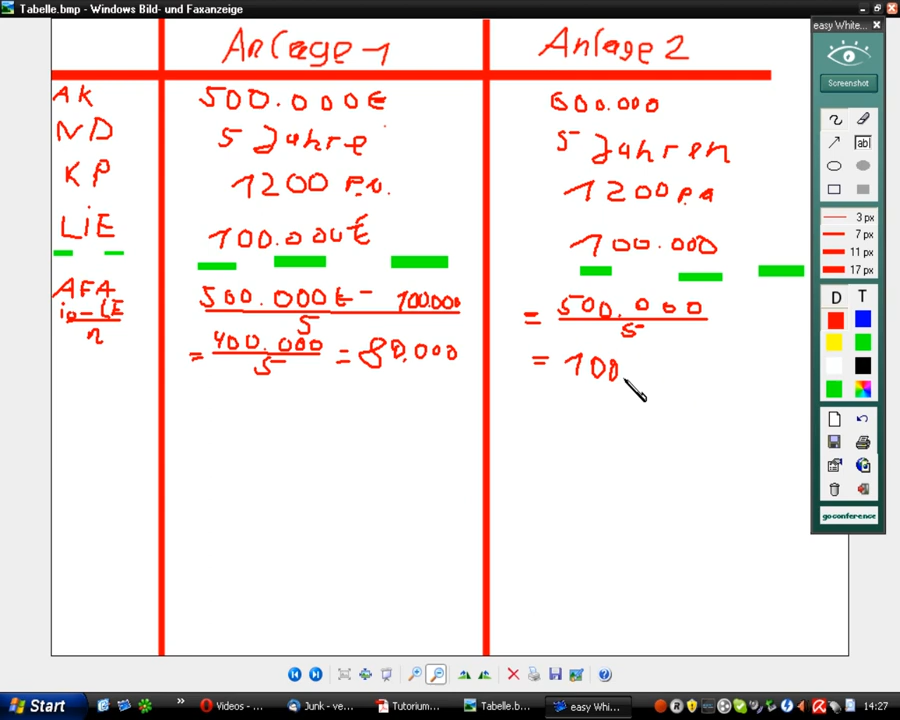 Tabelle.bmp - Windows Bild- und Faxanzeige
easy White...
Screenshot
Anlage 1
Anlage 2
AK
500.000€
600.000
ND
5 Jahre
5 Jahren
KP
1200 p.a.
1200 p.a
LiE
100.000€
100.000
AFA
io-LE
n
500.000€ - 100.000
5
= 400.000
5
= 80.000
= 500.000
5
= 100
ab
3 px
7 px
11 px
17 px
D T
goconference
Start
»
Videos - ...
Junk - ve...
Tutorium...
Tabelle.b...
easy Whi...
14:27